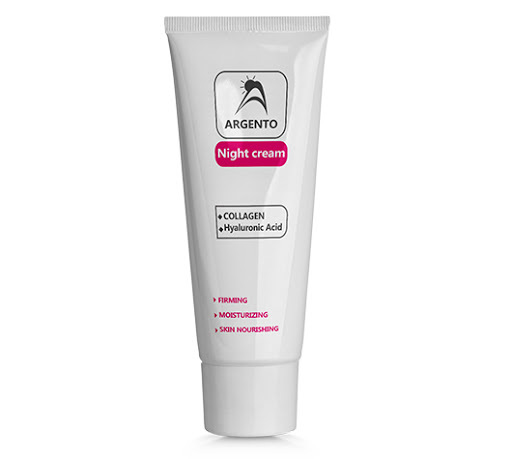 ARGENTO
Night cream
COLLAGEN
Hyaluronic Acid
FIRMING
MOISTURIZING
SKIN NOURISHING